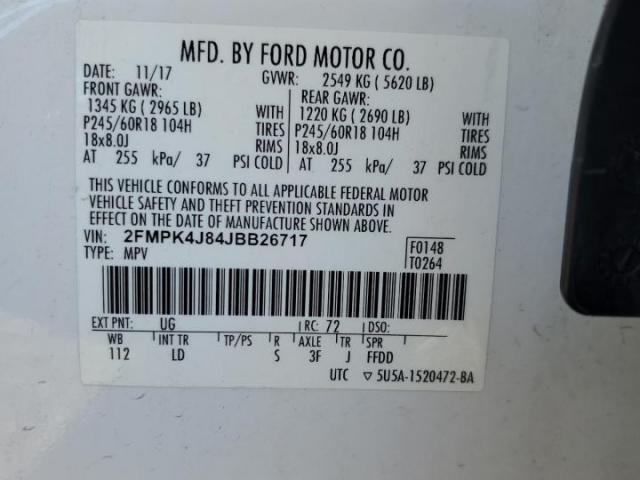 MFD. BY FORD MOTOR CO.
DATE: 11/17 GVWR: 2549 KG ( 5620 LB)
FRONT GAWR: REAR GAWR:
1345 KG ( 2965 LB) WITH 1220 KG ( 2690 LB) WITH
P245/60R18 104H TIRES P245/60R18 104H TIRES
18x8.0J RIMS 18x8.0J RIMS
AT 255 kPa/ 37 PSI COLD AT 255 kPa/ 37 PSI COLD
THIS VEHICLE CONFORMS TO ALL APPLICABLE FEDERAL MOTOR
VEHICLE SAFETY AND THEFT PREVENTION STANDARDS IN
EFFECT ON THE DATE OF MANUFACTURE SHOWN ABOVE.
VIN: 2FMPK4J84JBB26717 F0148
TYPE: MPV T0264
EXT PNT: UG RC: 72 DSO:
WB INT TR TP/PS R AXLE TR SPR
112 LD S 3F J FFDD
UTC ▽ 5U5A-1520472-BA